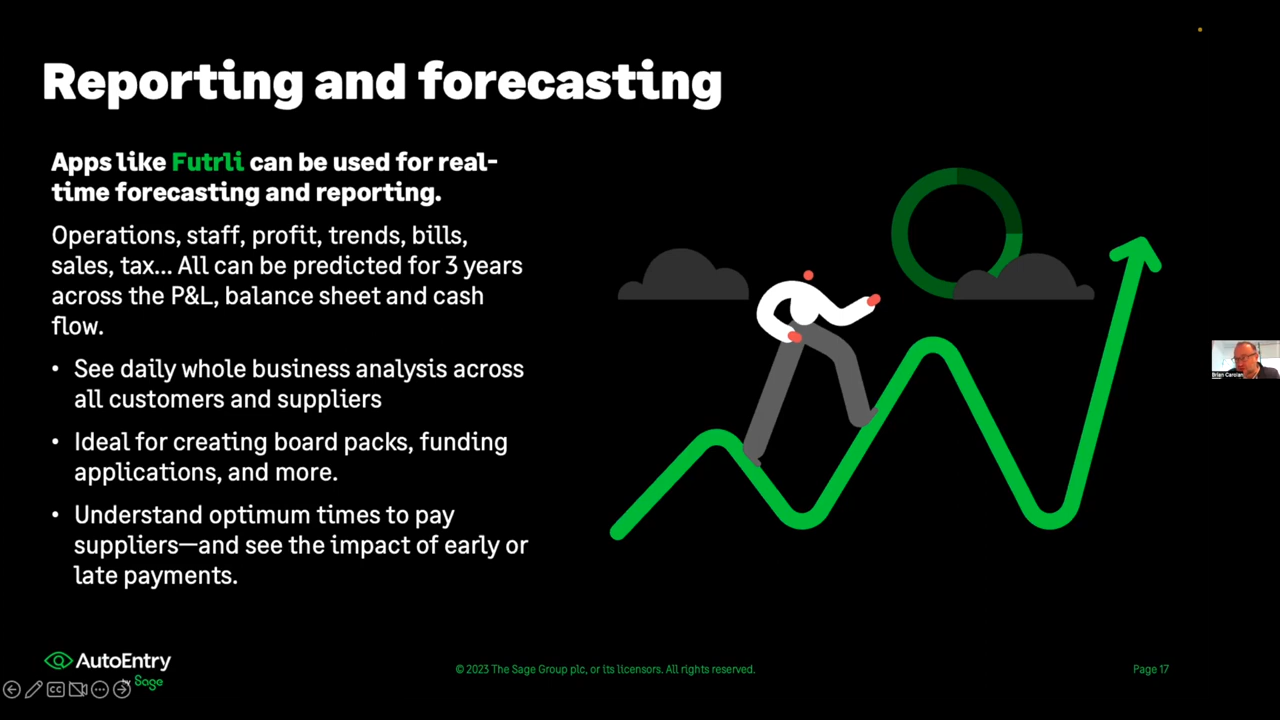 Reporting and forecasting
Apps like Futrli can be used for real-
time forecasting and reporting.
Operations, staff, profit, trends, bills,
sales, tax... All can be predicted for 3 years
across the P&L, balance sheet and cash
flow.
• See daily whole business analysis across
all customers and suppliers
• Ideal for creating board packs, funding
applications, and more.
• Understand optimum times to pay
suppliers—and see the impact of early or
late payments.
Brian Carolan
AutoEntry
by Sage
CC
© 2023 The Sage Group plc, or its licensors. All rights reserved.
Page 17